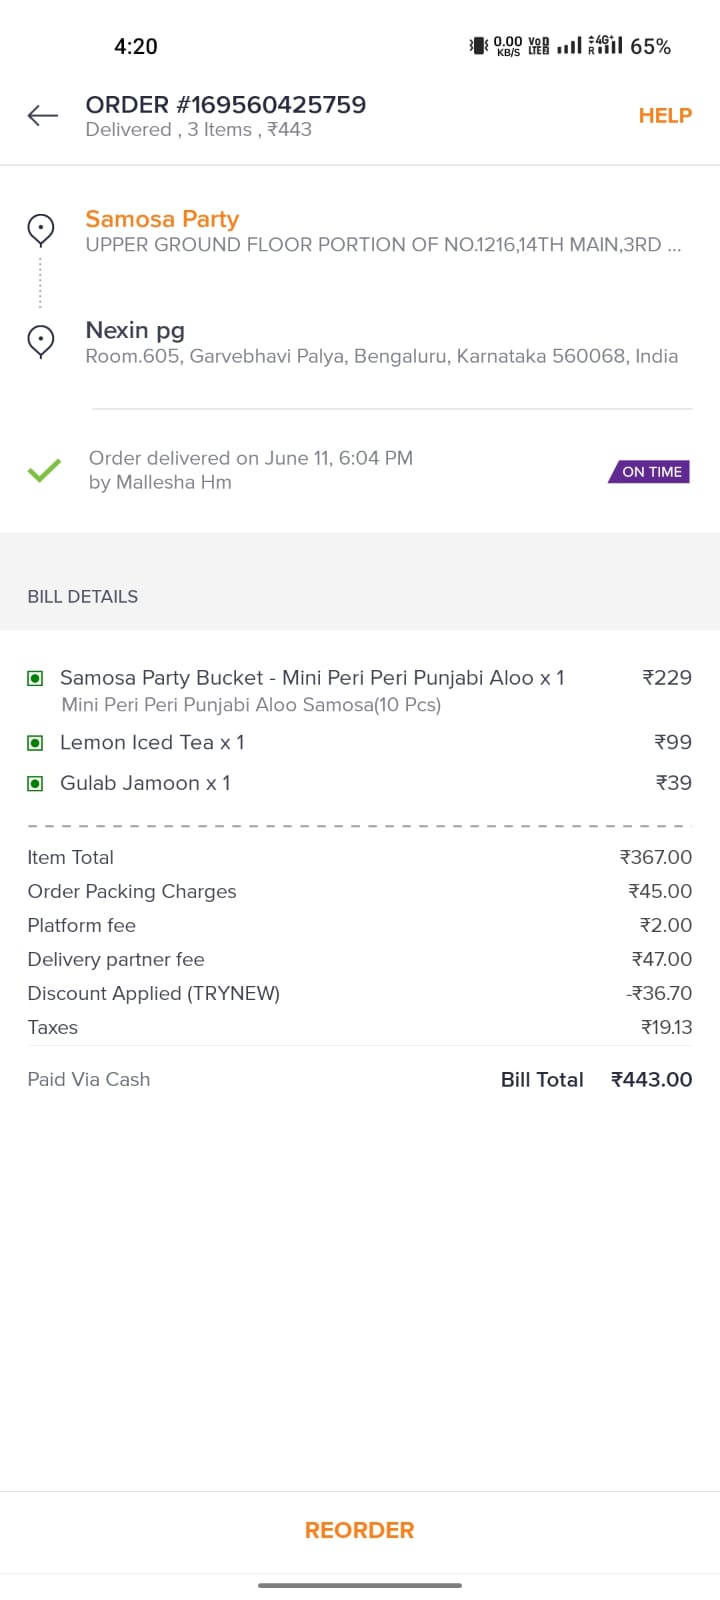 4:20
0.00 KB/S VoD LTED 4G+ R 65%
ORDER #169560425759
Delivered , 3 Items , ₹443
HELP
Samosa Party
UPPER GROUND FLOOR PORTION OF NO.1216,14TH MAIN,3RD ...
Nexin pg
Room.605, Garvebhavi Palya, Bengaluru, Karnataka 560068, India
Order delivered on June 11, 6:04 PM
by Mallesha Hm
ON TIME
BILL DETAILS
Samosa Party Bucket - Mini Peri Peri Punjabi Aloo x 1 ₹229
Mini Peri Peri Punjabi Aloo Samosa(10 Pcs)
Lemon Iced Tea x 1 ₹99
Gulab Jamoon x 1 ₹39
Item Total ₹367.00
Order Packing Charges ₹45.00
Platform fee ₹2.00
Delivery partner fee ₹47.00
Discount Applied (TRYNEW) -₹36.70
Taxes ₹19.13
Paid Via Cash Bill Total ₹443.00
REORDER